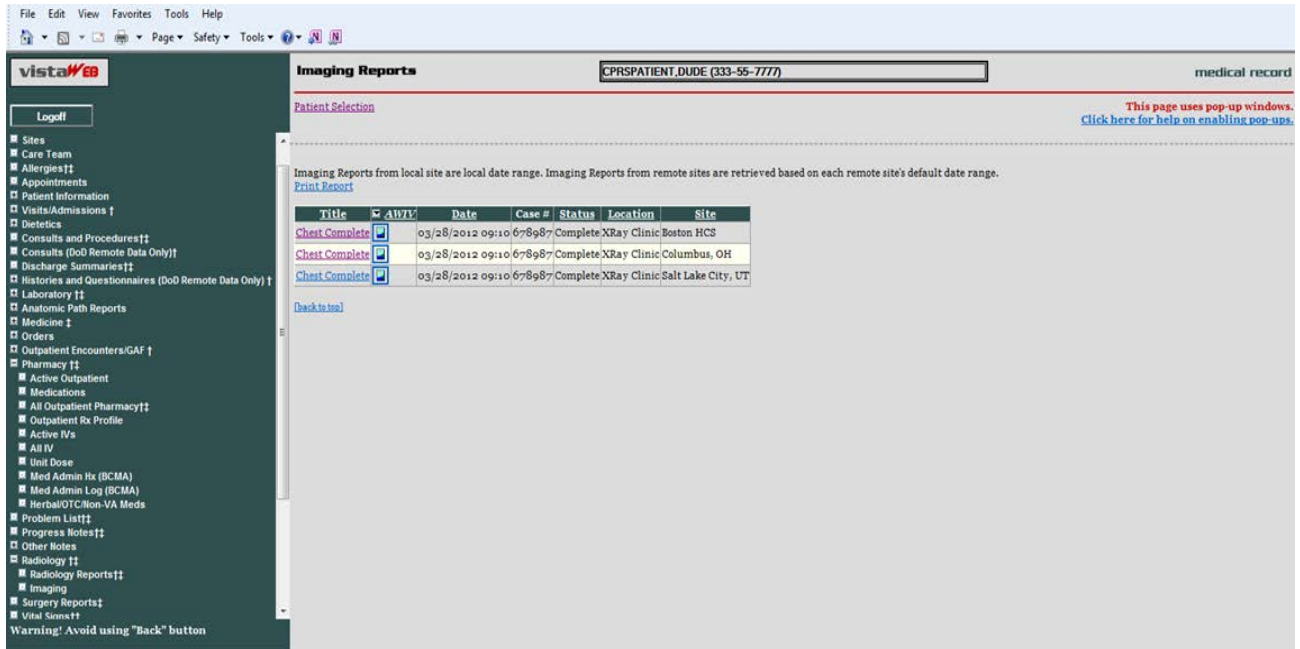 File Edit View Favorites Tools Help
Page Safety Tools
vistaWEB
Logoff
Sites
Care Team
Allergies†‡
Appointments
Patient Information
Visits/Admissions †
Dietetics
Consults and Procedures†‡
Consults (DoD Remote Data Only)†
Discharge Summaries†‡
Histories and Questionnaires (DoD Remote Data Only) †
Laboratory †‡
Anatomic Path Reports
Medicine ‡
Orders
Outpatient Encounters/GAF †
Pharmacy †‡
Active Outpatient
Medications
All Outpatient Pharmacy†‡
Outpatient Rx Profile
Active IVs
All IV
Unit Dose
Med Admin Hx (BCMA)
Med Admin Log (BCMA)
Herbal/OTC/Non-VA Meds
Problem List†‡
Progress Notes†‡
Other Notes
Radiology †‡
Radiology Reports†‡
Imaging
Surgery Reports‡
Vital Signs††
Warning! Avoid using "Back" button
Imaging Reports CPRSPATIENT,DUDE (333-55-7777) medical record
Patient Selection This page uses pop-up windows.
Click here for help on enabling pop-ups.
Imaging Reports from local site are local date range. Imaging Reports from remote sites are retrieved based on each remote site's default date range.
Print Report
Title AWIV Date Case # Status Location Site
Chest Complete 03/28/2012 09:10 678987 Complete XRay Clinic Boston HCS
Chest Complete 03/28/2012 09:10 678987 Complete XRay Clinic Columbus, OH
Chest Complete 03/28/2012 09:10 678987 Complete XRay Clinic Salt Lake City, UT
[back to top]